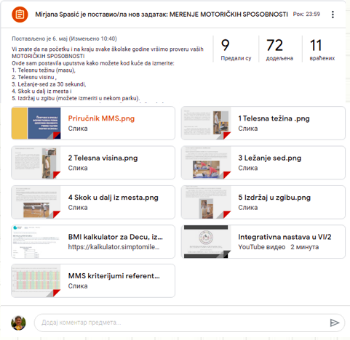 Mirjana Spasić je поставио/ла нов задатак: MERENJE MOTORIČKIH SPOSOBNOSTI
Рок: 23:59
Постављено је 6. мај (Измењено 18:40)
Vi znate da na početku i na kraju svake školske godine vršimo proveru vaših
MOTORIČKIH SPOSOBNOSTI
Ovde sam postavila uputstva kako možete kod kuće da izmerite:
1. Telesnu težinu (masu),
2. Telesnu visinu,
3. Ležanje-sed za 30 sekundi,
4. Skok u dalj iz mesta i
5. Izdržaj u zgibu (možete izmeriti u nekom parku).
9
Предали су
72
додељена
11
враћених
Priručnik MMS.png
Слика
1 Telesna težina .png
Слика
2 Telesna visina.png
Слика
3 Ležanje sed.png
Слика
4 Skok u dalj iz mesta.png
Слика
5 Izdržaj u zgibu.png
Слика
BMI kalkulator za Decu, iz...
https://kalkulator.simptomile...
Integrativna nastava u VI/2
YouTube видео 2 минута
MMS kriterijumi referent...
Слика
Додај коментар предмета...